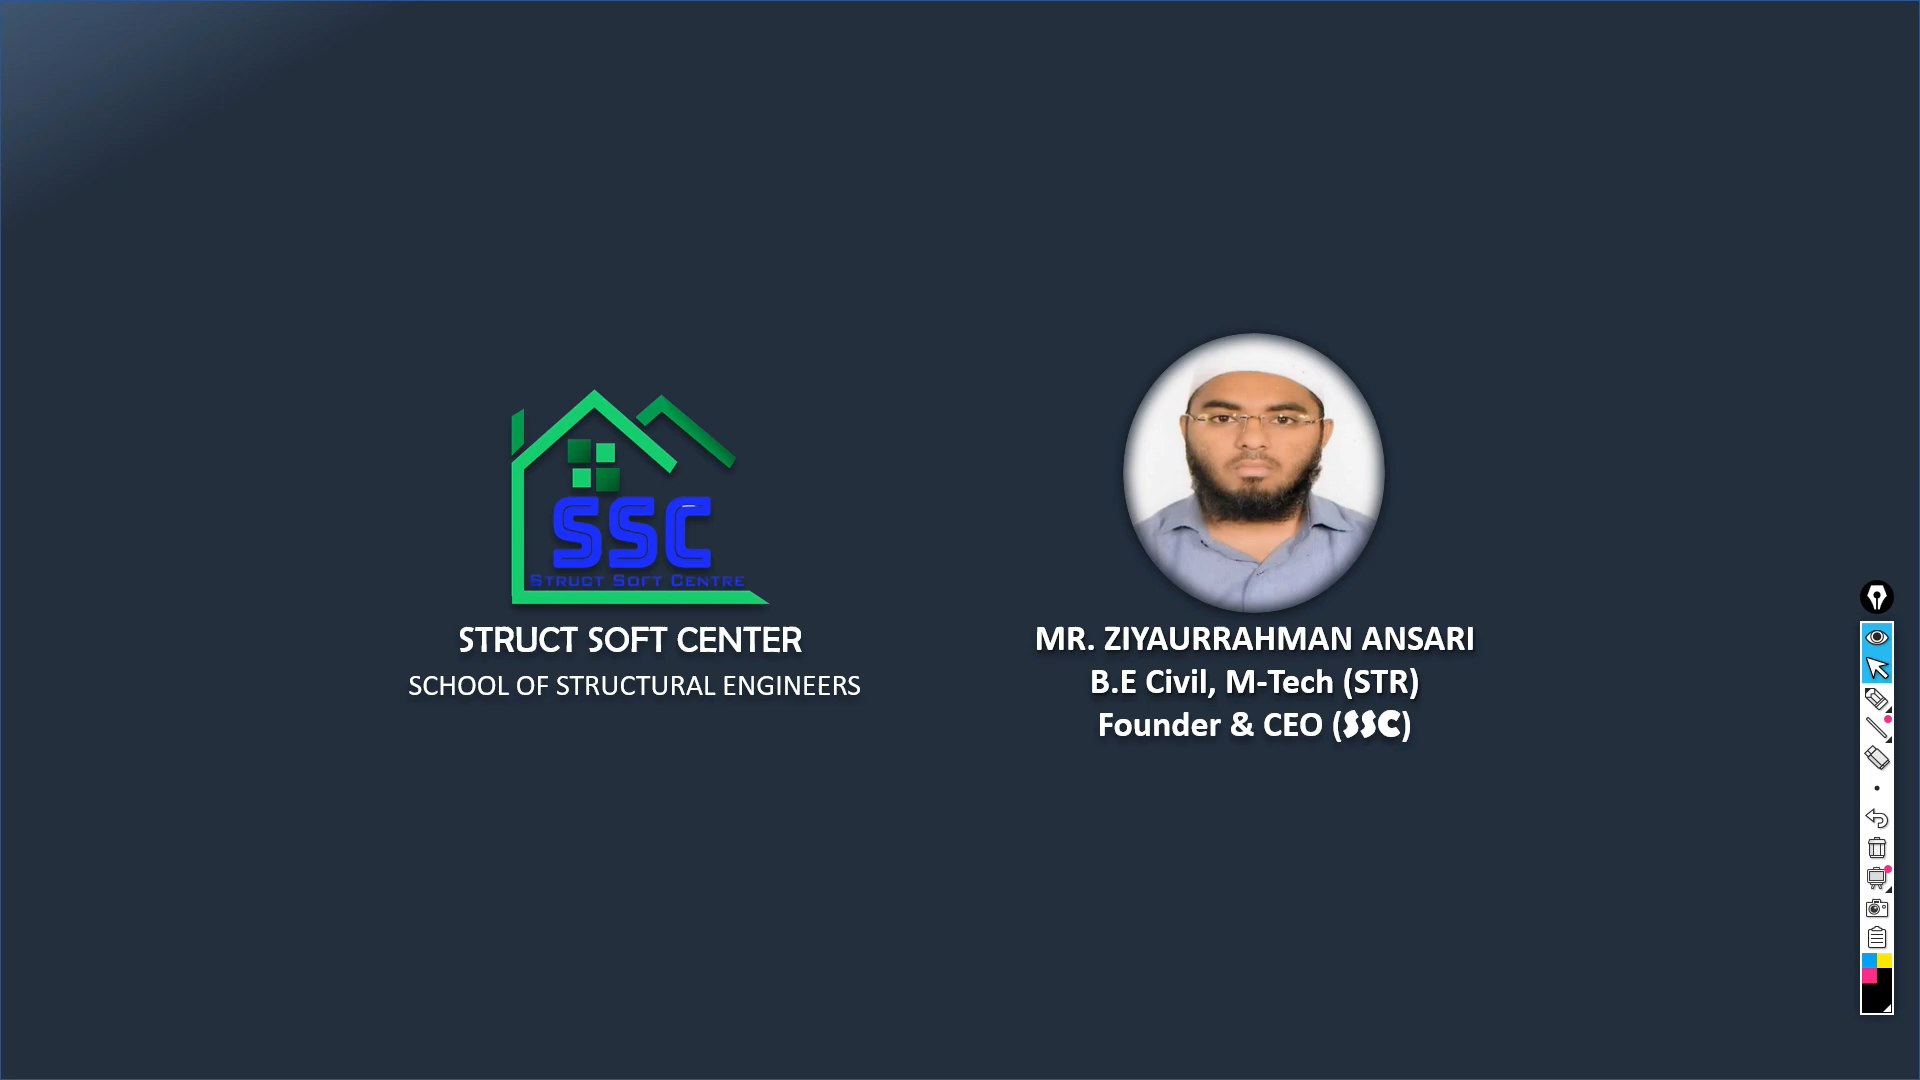 SSC
STRUCT SOFT CENTRE
STRUCT SOFT CENTER
SCHOOL OF STRUCTURAL ENGINEERS
MR. ZIYAURRAHMAN ANSARI
B.E Civil, M-Tech (STR)
Founder & CEO (SSC)